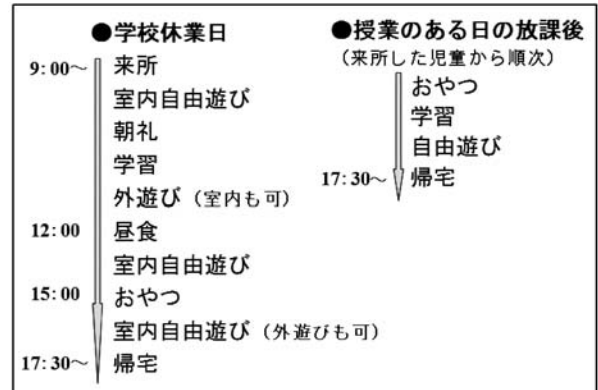 ●学校休業日
9:00～ 来所
室内自由遊び
朝礼
学習
外遊び（室内も可）
12:00 昼食
室内自由遊び
15:00 おやつ
室内自由遊び（外遊びも可）
17:30～ 帰宅
●授業のある日の放課後
（来所した児童から順次）
おやつ
学習
自由遊び
17:30～ 帰宅